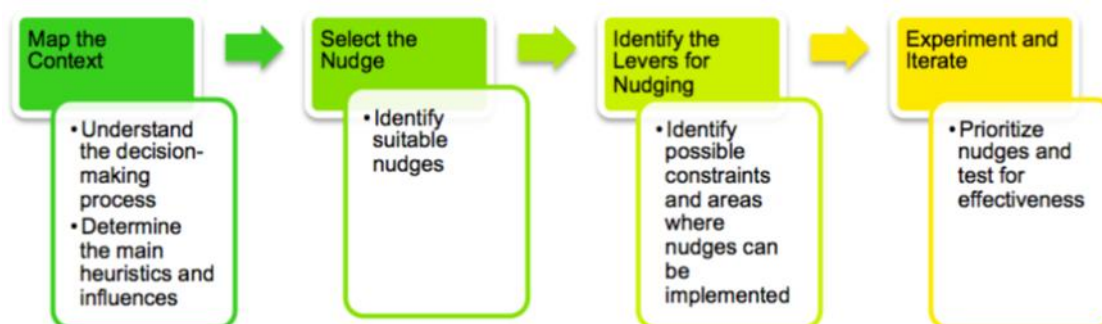 Map the
Context
• Understand
the decision-
making
process
• Determine
the main
heuristics and
influences
Select the
Nudge
• Identify
suitable
nudges
Identify the
Levers for
Nudging
• Identify
possible
constraints
and areas
where
nudges can
be
implemented
Experiment and
Iterate
• Prioritize
nudges and
test for
effectiveness